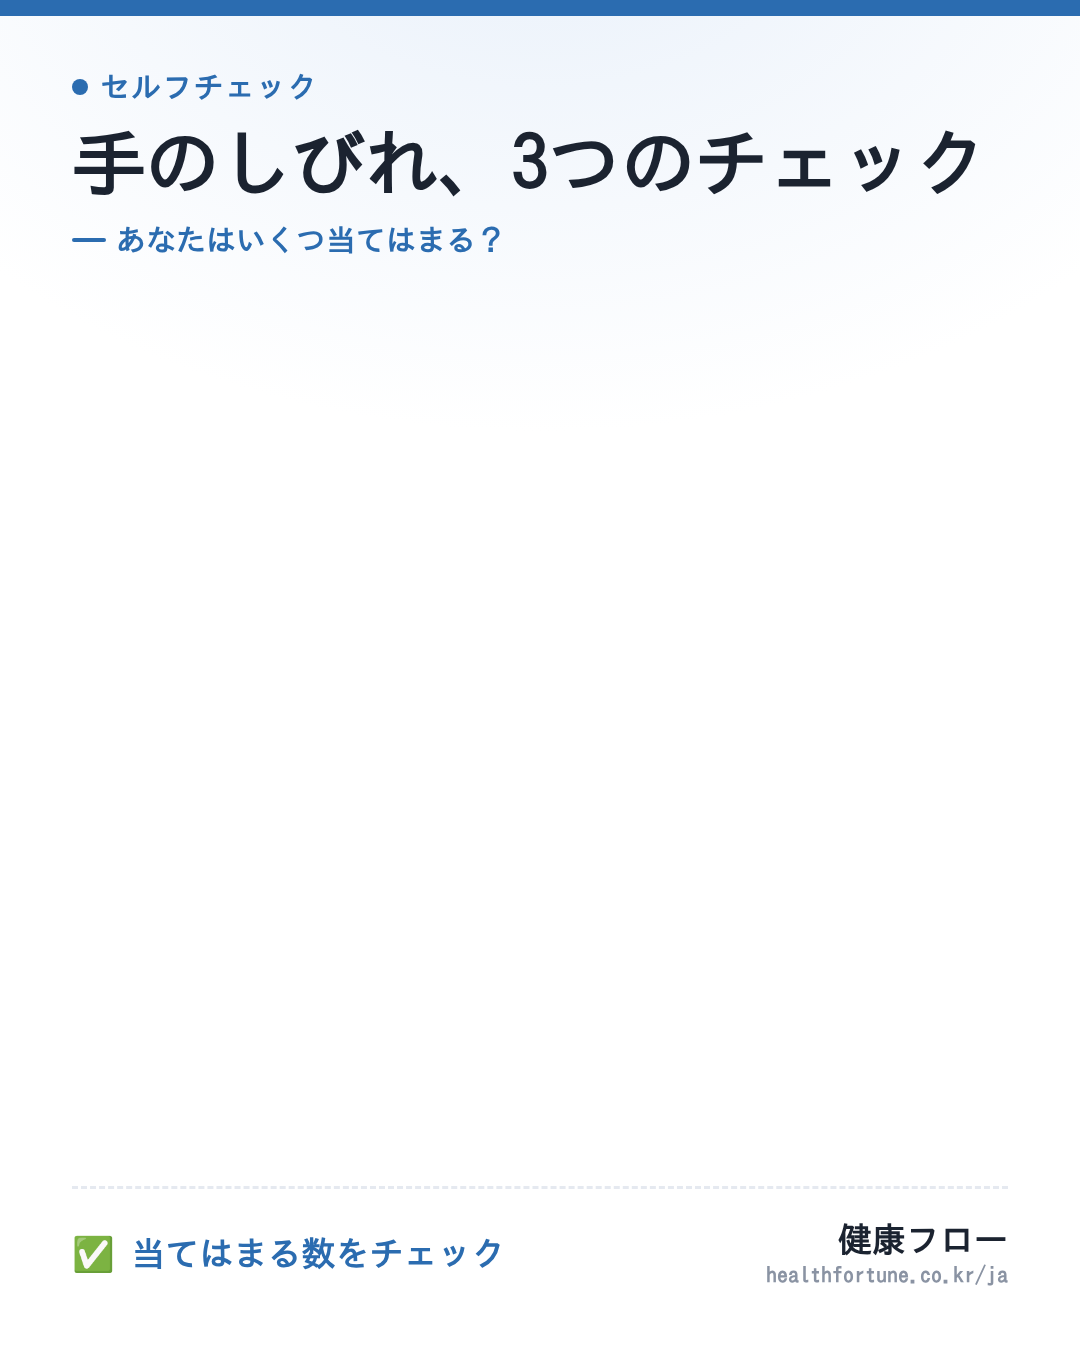 セルフチェック
手のしびれ、3つのチェック
— あなたはいくつ当てはまる？
✅ 当てはまる数をチェック
健康フロー
healthfortune.co.kr/ja